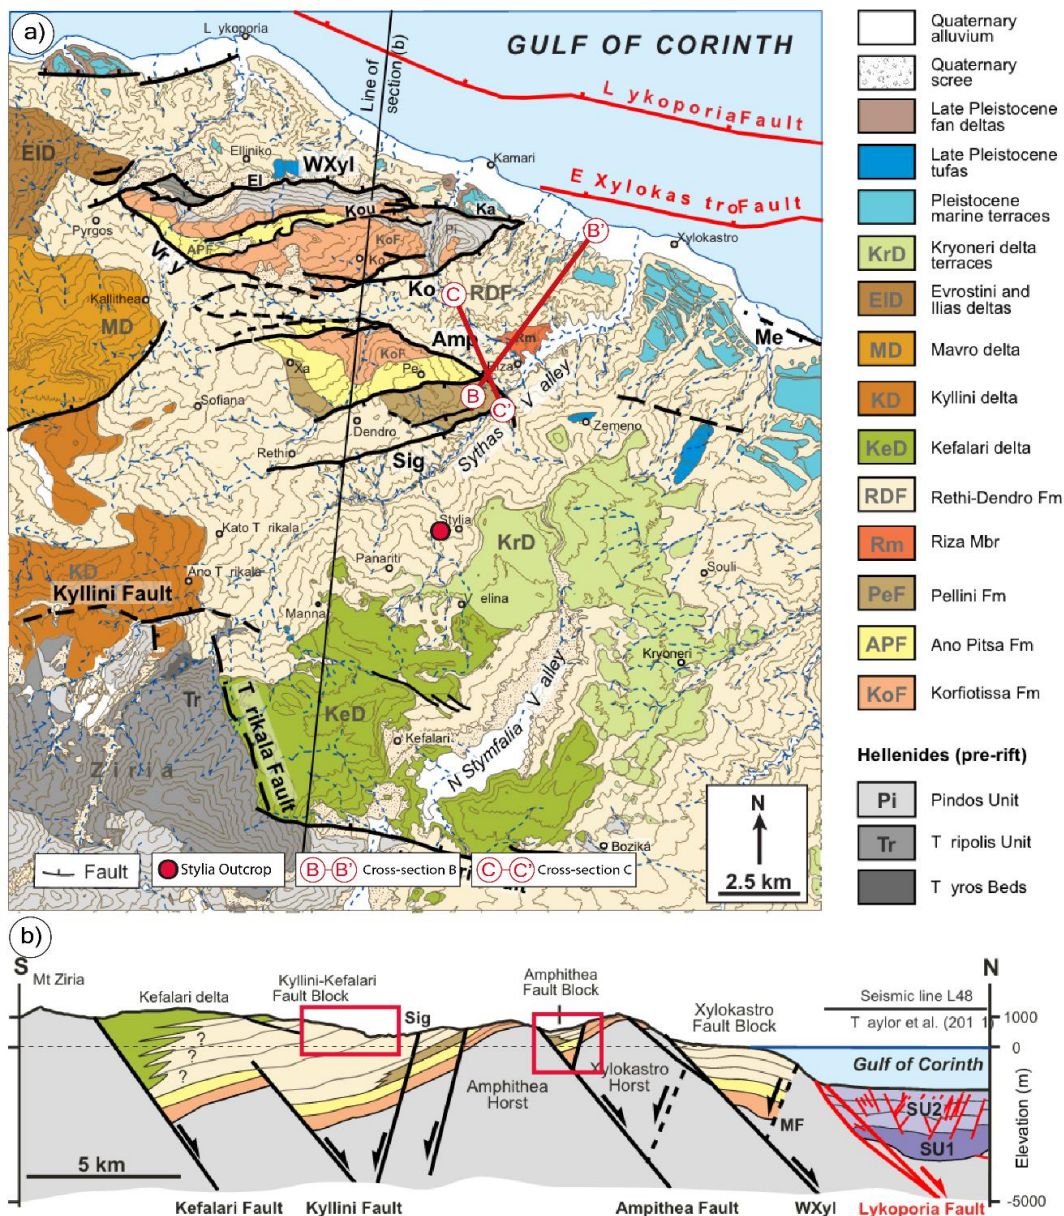 a)
L ykoporia
GULF OF CORINTH
Line of
section (b)
L ykoporia Fault
Kamari
E Xylokas tro Fault
Xylokastro
ElD
Elliniko
WXyl
El
Kou
Ka
Pi
Pyrgos
APF
KoF
Ko
Vry
Ko
B'
C
RDF
Kallithea
MD
Amp
Rm
Riza
Me
KoF
Xa
Pe
B
C'
Sofiana
Dendro
Sythas V alley
Zemeno
Rethi
Sig
Kato T rikala
Stylia
KrD
Panariti
KD
Ano T rikala
Souli
Kyllini Fault
Manna
V elina
Kryoneri
Tr
T rikala Fault
KeD
Kefalari
N Stymfalia V alley
Ziria
Boziká
N
2.5 km
Fault
Stylia Outcrop
B B' Cross-section B
C C' Cross-section C
Quaternary
alluvium
Quaternary
scree
Late Pleistocene
fan deltas
Late Pleistocene
tufas
Pleistocene
marine terraces
KrD
Kryoneri delta
terraces
ElD
Evrostini and
Ilias deltas
MD
Mavro delta
KD
Kyllini delta
KeD
Kefalari delta
RDF
Rethi-Dendro Fm
Rm
Riza Mbr
PeF
Pellini Fm
APF
Ano Pitsa Fm
KoF
Korfiotissa Fm
Hellenides (pre-rift)
Pi
Pindos Unit
Tr
T ripolis Unit
T yros Beds
b)
S
Mt Ziria
Kefalari delta
Kyllini-Kefalari
Fault Block
Sig
Amphithea
Fault Block
Xylokastro
Fault Block
N
Seismic line L48
T aylor et al. (201 1)
1000
0
Gulf of Corinth
?
?
?
Amphithea
Horst
Xylokastro
Horst
MF
SU2
SU1
Elevation (m)
5 km
-5000
Kefalari Fault
Kyllini Fault
Ampithea Fault
WXyl
Lykoporia Fault